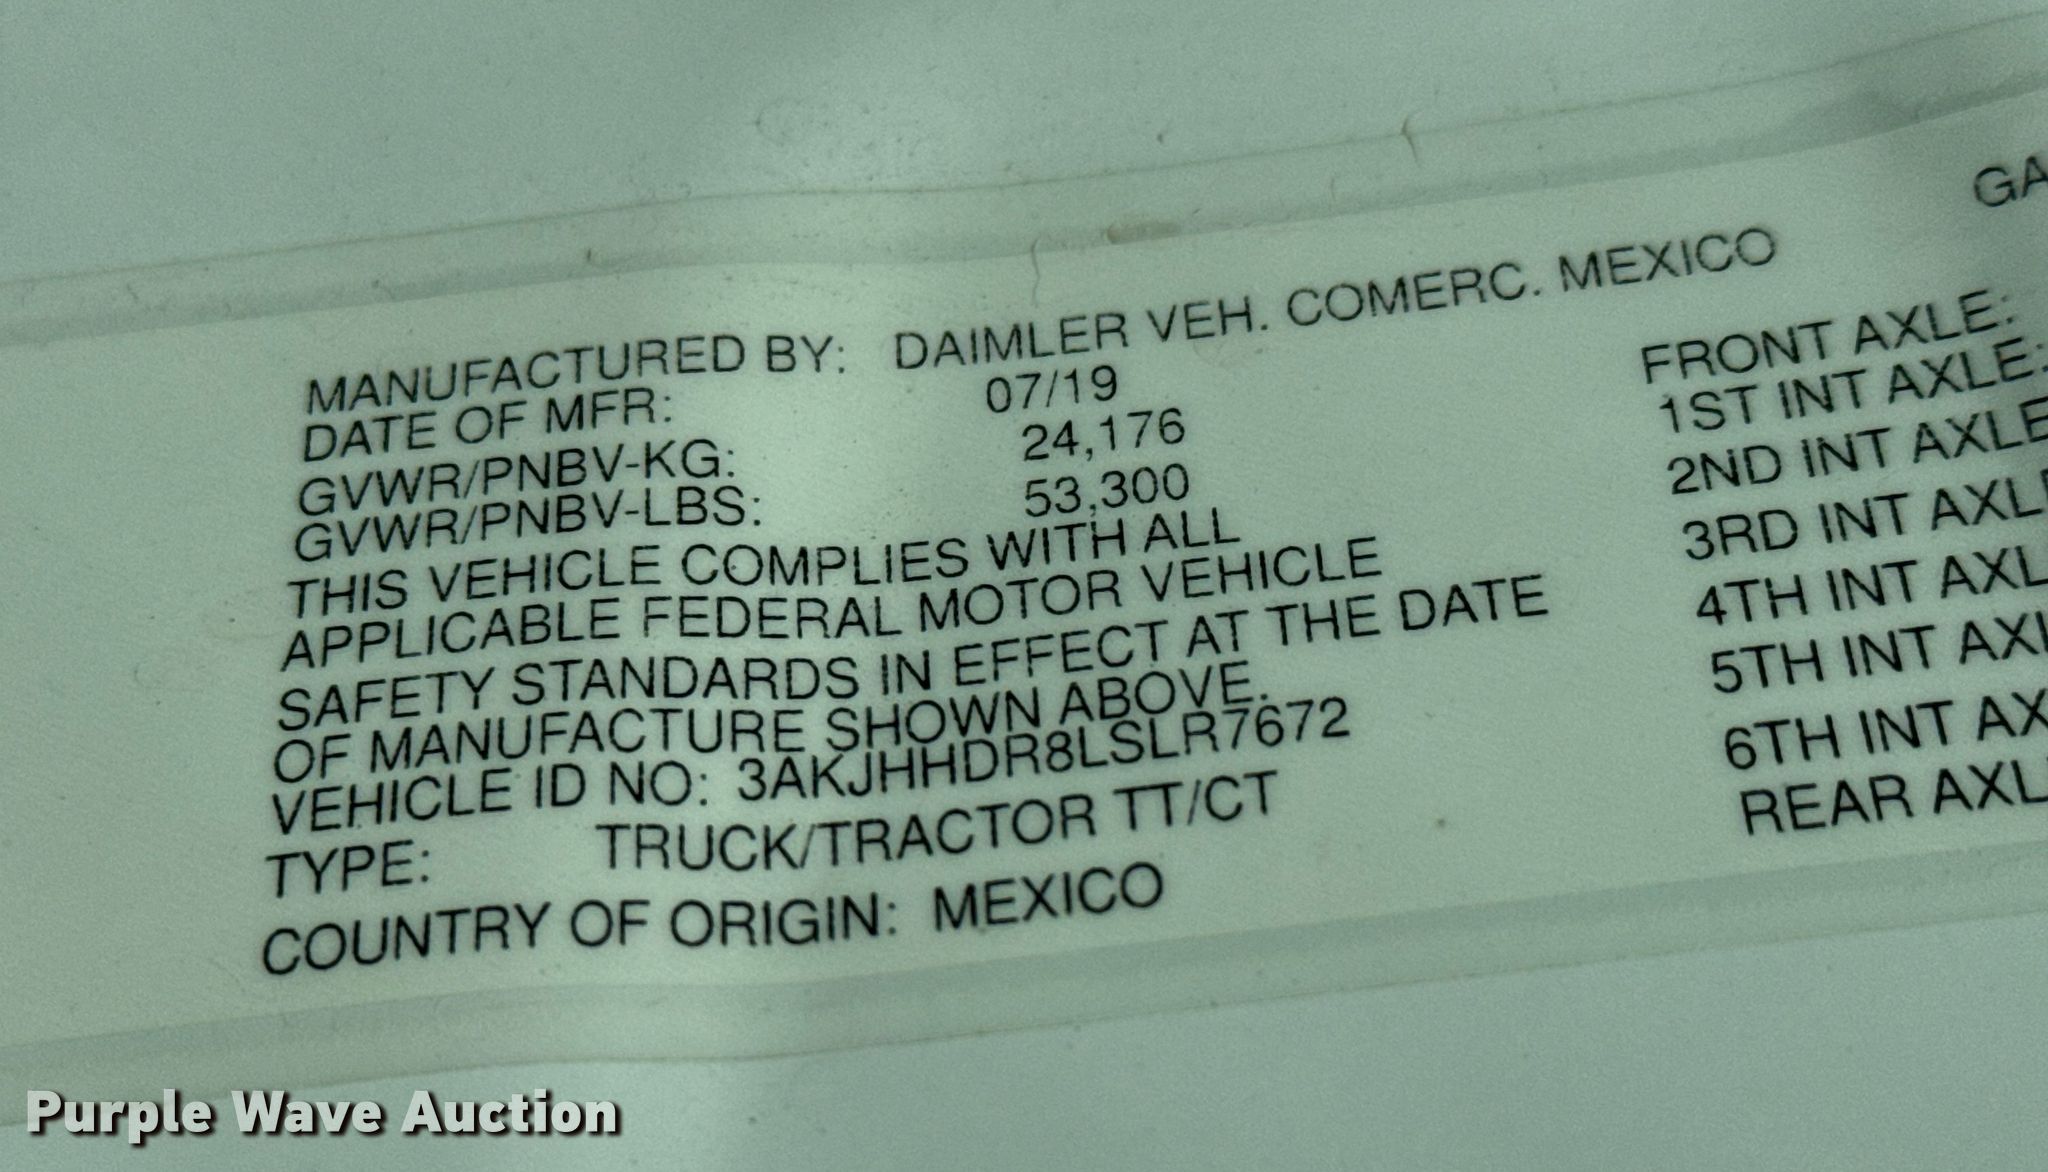 GA
MANUFACTURED BY: DAIMLER VEH. COMERC. MEXICO
DATE OF MFR: 07/19
GVWR/PNBV-KG: 24,176
GVWR/PNBV-LBS: 53,300
THIS VEHICLE COMPLIES WITH ALL
APPLICABLE FEDERAL MOTOR VEHICLE
SAFETY STANDARDS IN EFFECT AT THE DATE
OF MANUFACTURE SHOWN ABOVE.
VEHICLE ID NO: 3AKJHHDR8LSLR7672
TYPE: TRUCK/TRACTOR TT/CT
COUNTRY OF ORIGIN: MEXICO
FRONT AXLE:
1ST INT AXLE:
2ND INT AXLE
3RD INT AXL
4TH INT AXL
5TH INT AXL
6TH INT AX
REAR AXL
Purple Wave Auction